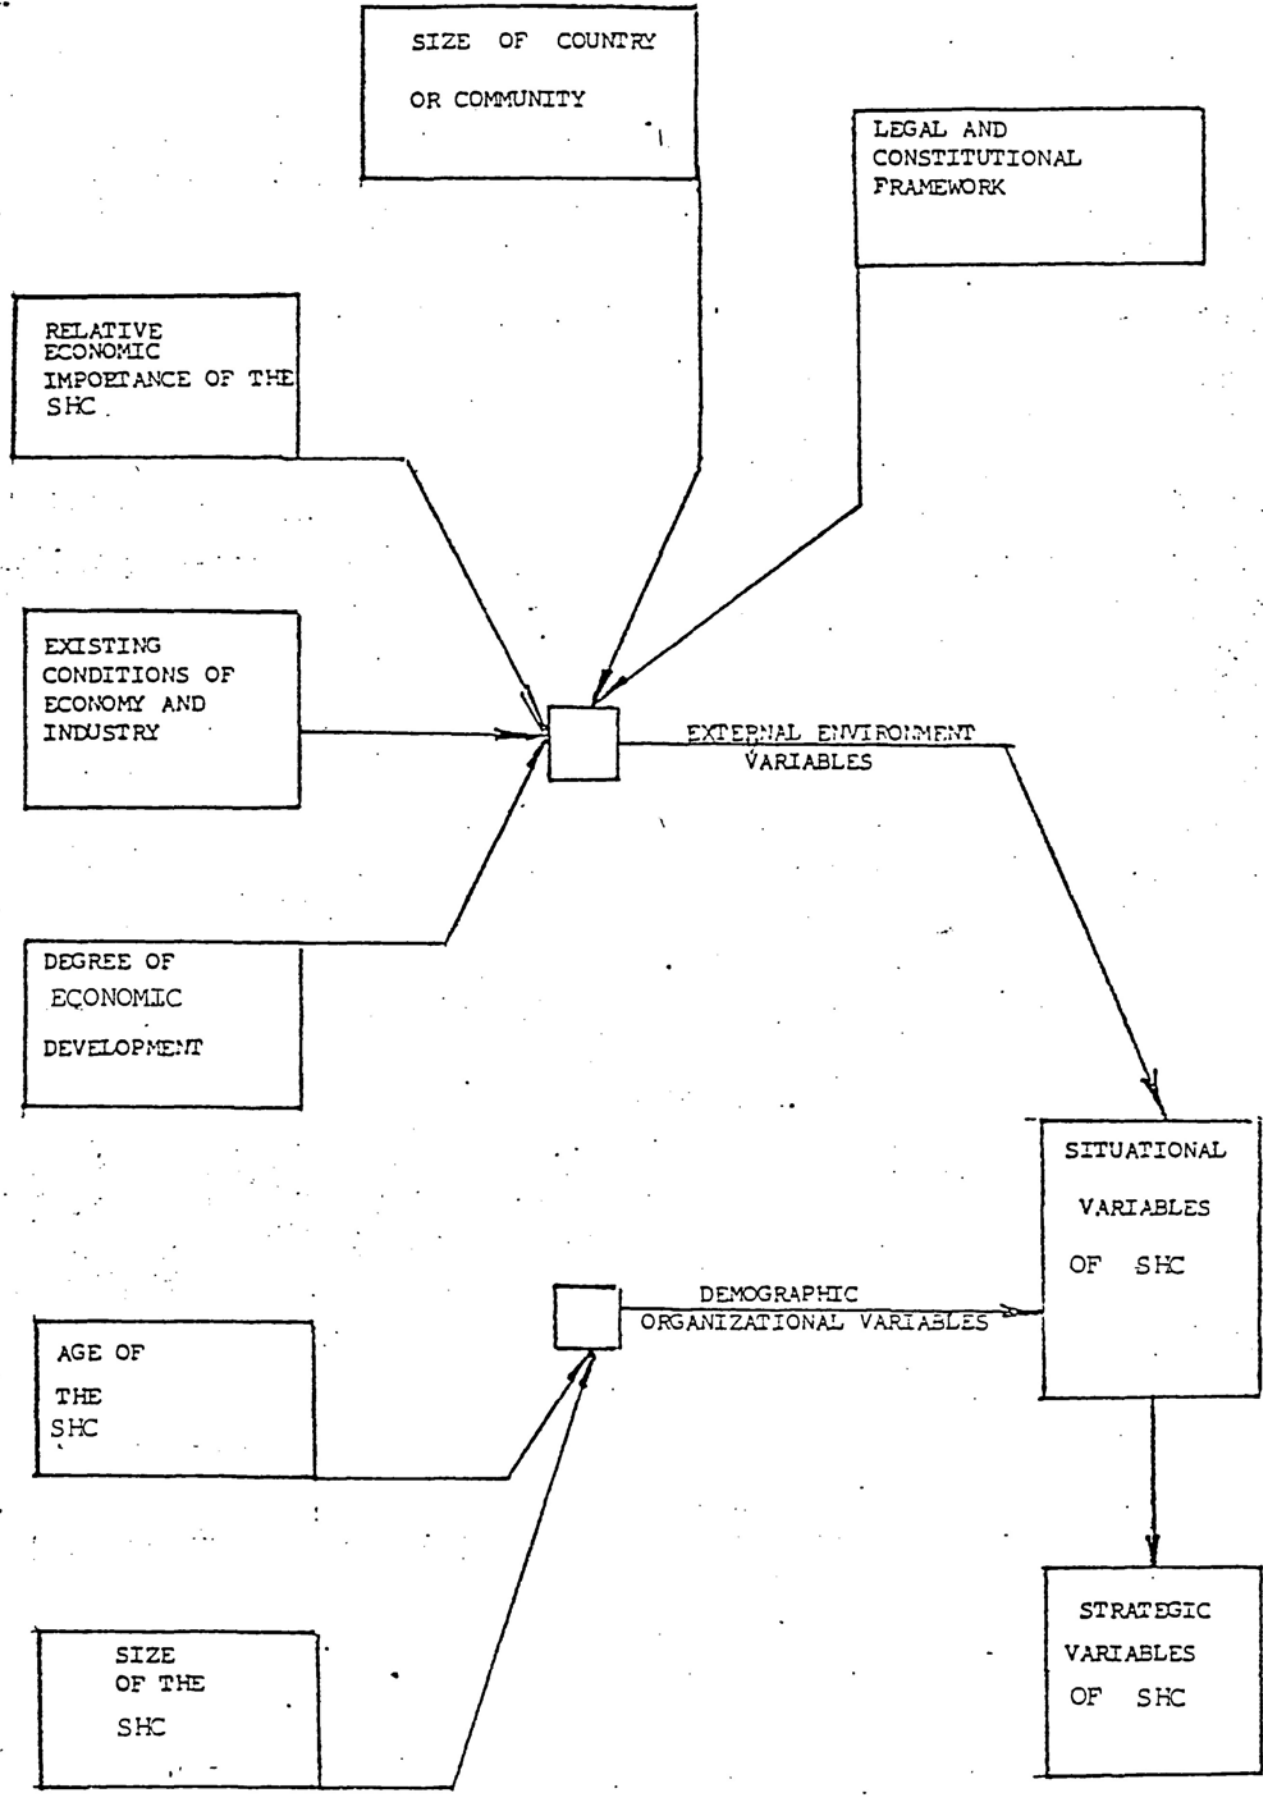 SIZE OF COUNTRY
OR COMMUNITY
LEGAL AND
CONSTITUTIONAL
FRAMEWORK
RELATIVE
ECONOMIC
IMPORTANCE OF THE
SHC
EXISTING
CONDITIONS OF
ECONOMY AND
INDUSTRY
EXTERNAL ENVIRONMENT
VARIABLES
DEGREE OF
ECONOMIC
DEVELOPMENT
SITUATIONAL
VARIABLES
OF SHC
DEMOGRAPHIC
ORGANIZATIONAL VARIABLES
AGE OF
THE
SHC
STRATEGIC
VARIABLES
OF SHC
SIZE
OF THE
SHC